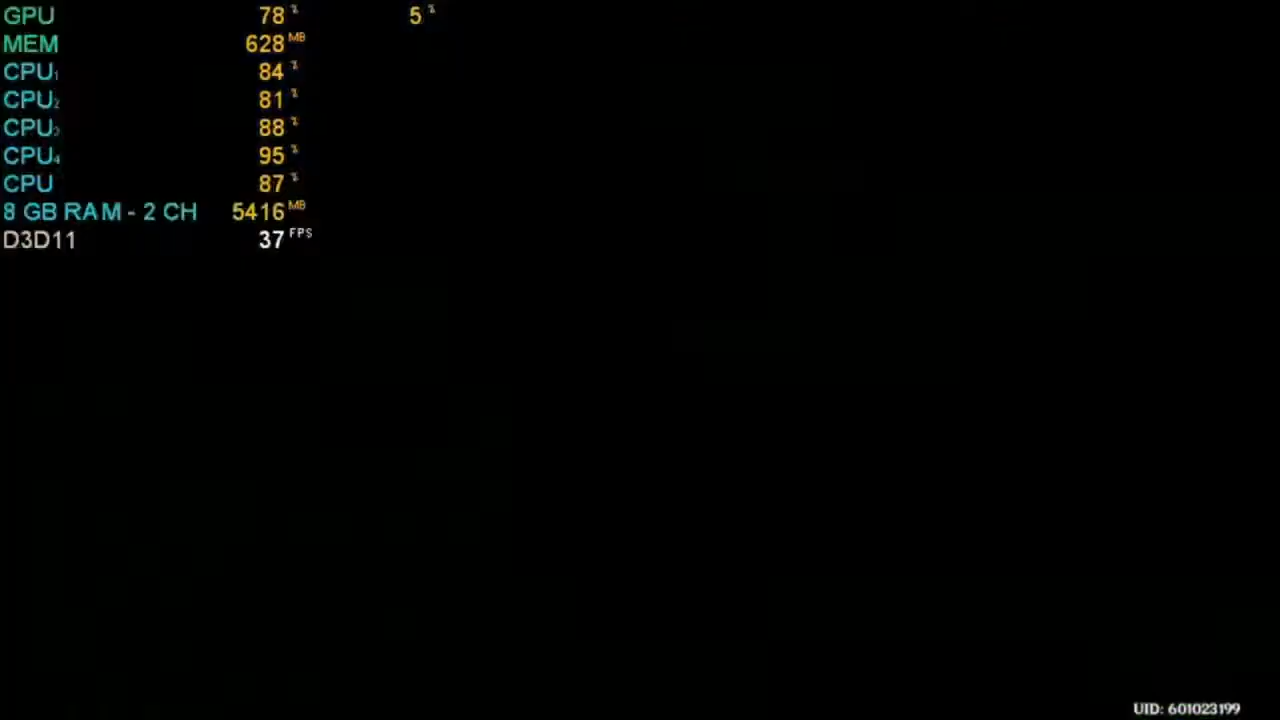 GPU 78 % 5 %
MEM 628 MB
CPU1 84 %
CPU2 81 %
CPU3 88 %
CPU4 95 %
CPU 87 %
8 GB RAM - 2 CH 5416 MB
D3D11 37 FPS
UID: 601023199